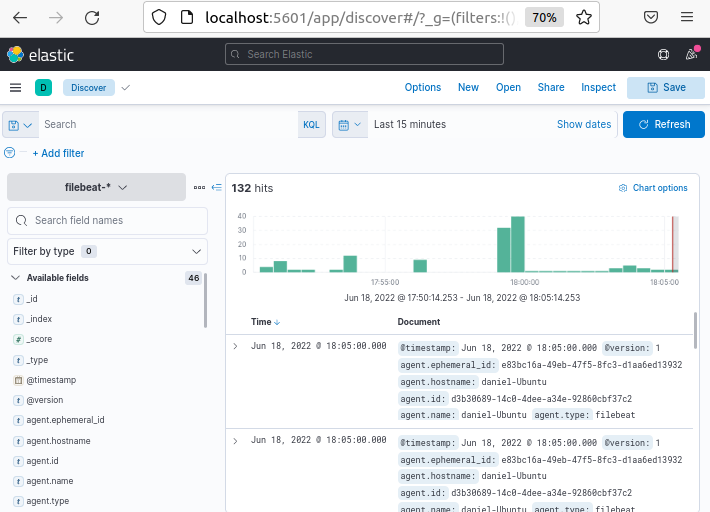 localhost:5601/app/discover#/?_g=(filters:!() 70%
elastic Search Elastic
D Discover Options New Open Share Inspect Save
Search KQL Last 15 minutes Show dates Refresh
+ Add filter
filebeat-*
Search field names
Filter by type 0
Available fields 46
t _id
t _index
# _score
t _type
@timestamp
t @version
t agent.ephemeral_id
t agent.hostname
t agent.id
t agent.name
t agent.type
132 hits Chart options
40
30
20
10
0
17:55:00 18:00:00 18:05:00
Jun 18, 2022 @ 17:50:14.253 - Jun 18, 2022 @ 18:05:14.253
Time Document
Jun 18, 2022 @ 18:05:00.000 @timestamp: Jun 18, 2022 @ 18:05:00.000 @version: 1
agent.ephemeral_id: e83bc16a-49eb-47f5-8fc3-d1aa6ed13932
agent.hostname: daniel-Ubuntu
agent.id: d3b30689-14c0-4dee-a34e-92860cbf37c2
agent.name: daniel-Ubuntu agent.type: filebeat
Jun 18, 2022 @ 18:05:00.000 @timestamp: Jun 18, 2022 @ 18:05:00.000 @version: 1
agent.ephemeral_id: e83bc16a-49eb-47f5-8fc3-d1aa6ed13932
agent.hostname: daniel-Ubuntu
agent.id: d3b30689-14c0-4dee-a34e-92860cbf37c2
agent.name: daniel-Ubuntu agent.type: filebeat